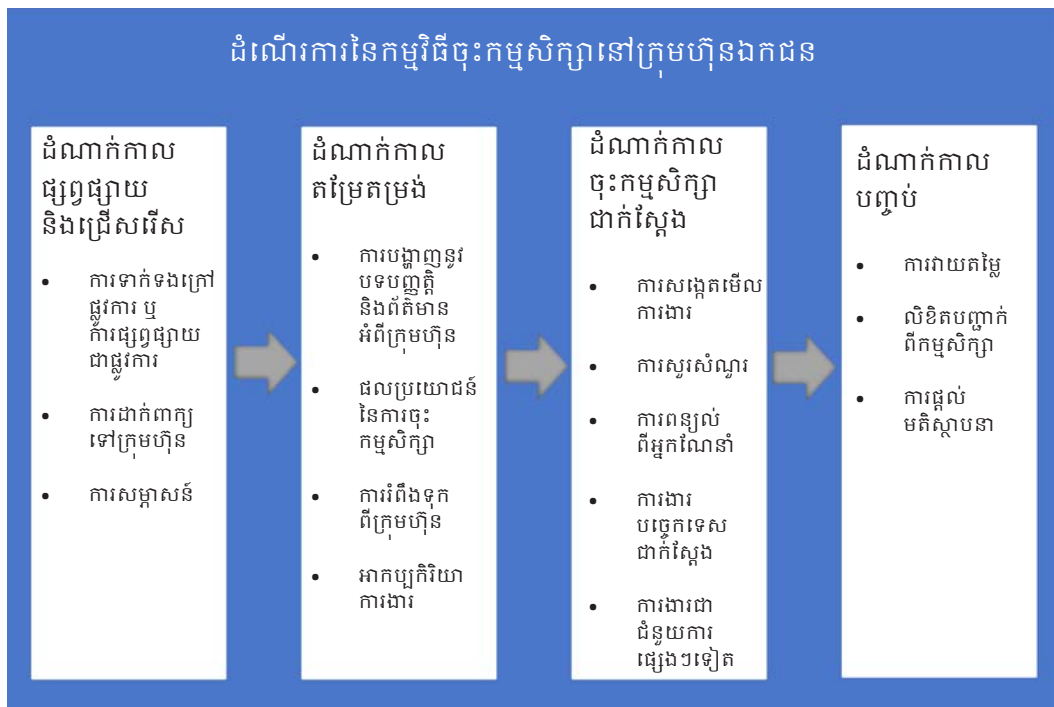 ដំណើរការនៃកម្មវិធីចុះកម្មសិក្សានៅក្រុមហ៊ុនឯកជន
ដំណាក់កាល
ផ្សព្វផ្សាយ
និងជ្រើសរើស
• ការទាក់ទងក្រៅ
ផ្លូវការ ឬ
ការផ្សព្វផ្សាយ
ជាផ្លូវការ
• ការដាក់ពាក្យ
ទៅក្រុមហ៊ុន
• ការសម្ភាសន៍
ដំណាក់កាល
តម្រែតម្រង់
• ការបង្ហាញនូវ
បទបញ្ញត្តិ
និងព័ត៌មាន
អំពីក្រុមហ៊ុន
• ផលប្រយោជន៍
នៃការចុះ
កម្មសិក្សា
• ការរំពឹងទុក
ពីក្រុមហ៊ុន
• អាកប្បកិរិយា
ការងារ
ដំណាក់កាល
ចុះកម្មសិក្សា
ជាក់ស្តែង
• ការសង្កេតមើល
ការងារ
• ការសួរសំណួរ
• ការពន្យល់
ពីអ្នកណែនាំ
• ការងារ
បច្ចេកទេស
ជាក់ស្តែង
• ការងារជា
ជំនួយការ
ផ្សេងៗទៀត
ដំណាក់កាល
បញ្ចប់
• ការវាយតម្លៃ
• លិខិតបញ្ជាក់
ពីកម្មសិក្សា
• ការផ្តល់
មតិស្ថាបនា